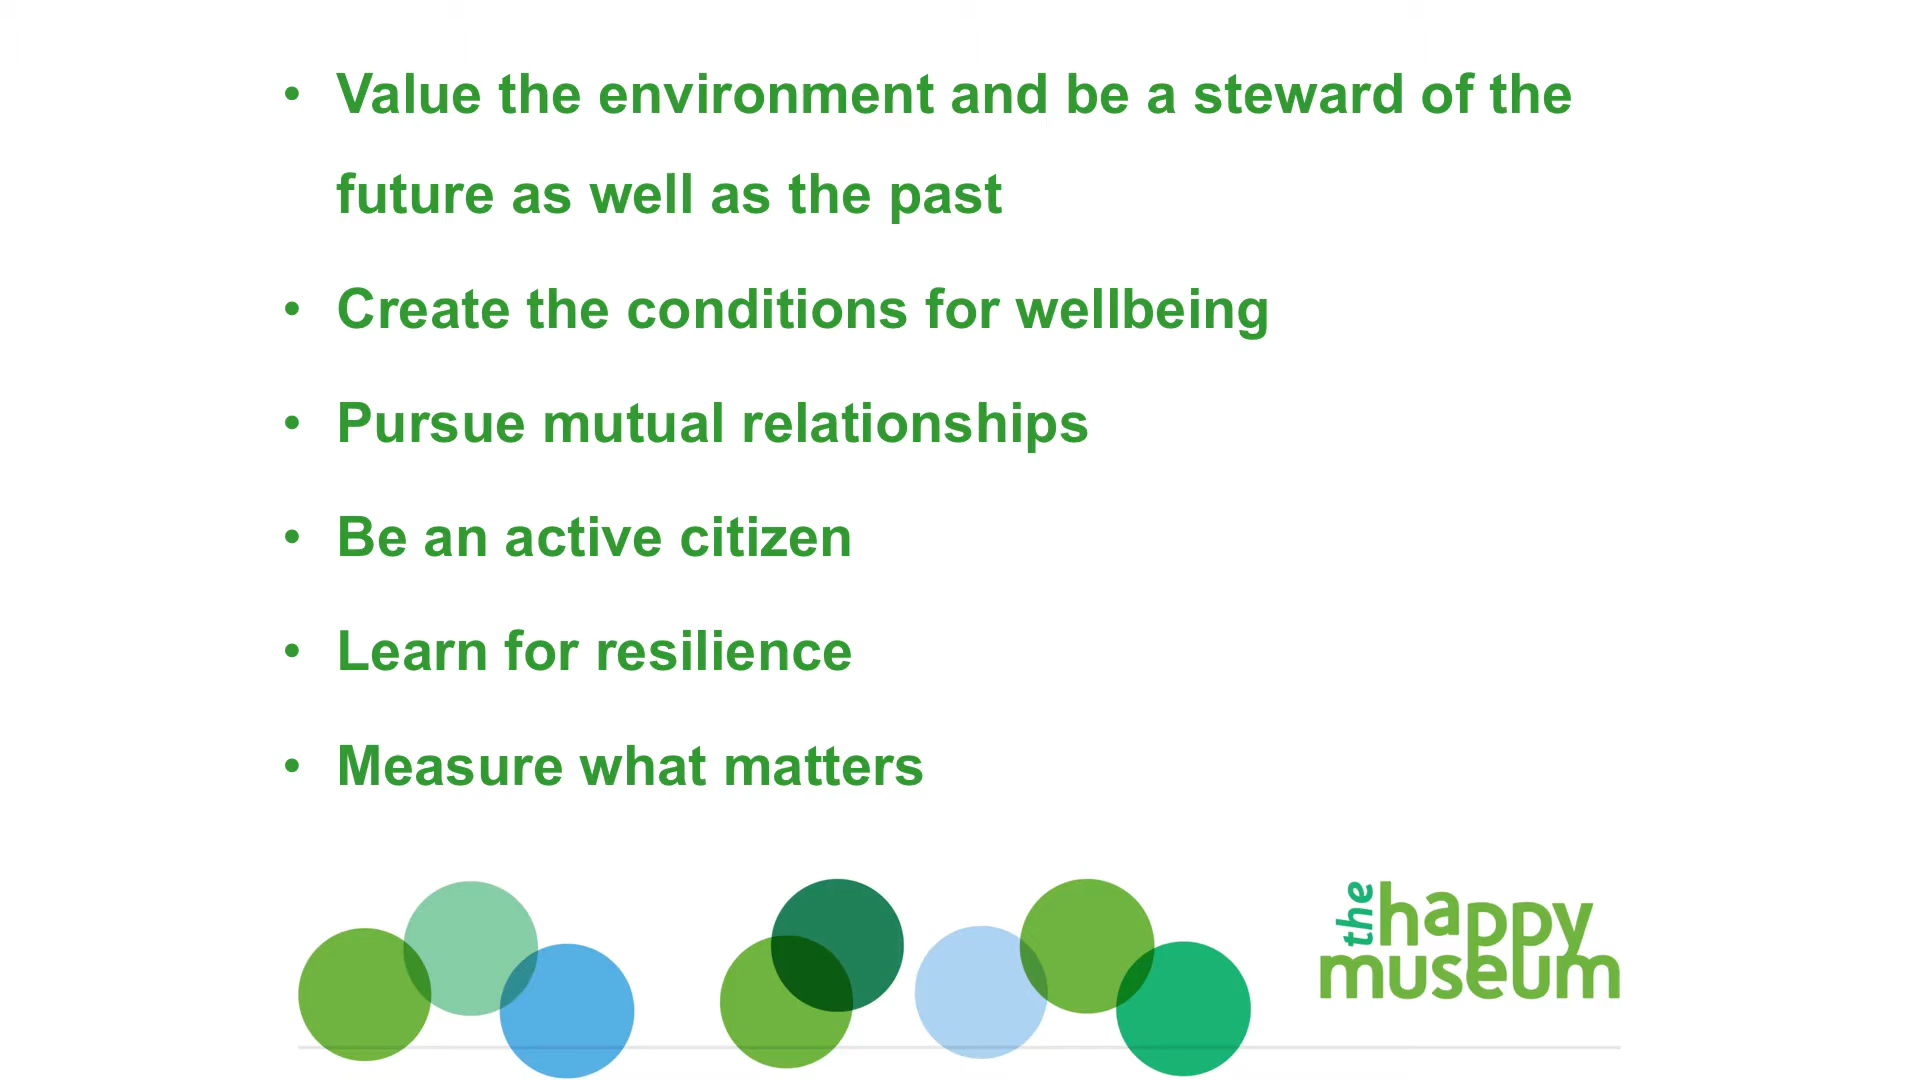 • Value the environment and be a steward of the
future as well as the past
• Create the conditions for wellbeing
• Pursue mutual relationships
• Be an active citizen
• Learn for resilience
• Measure what matters
the happy
museum